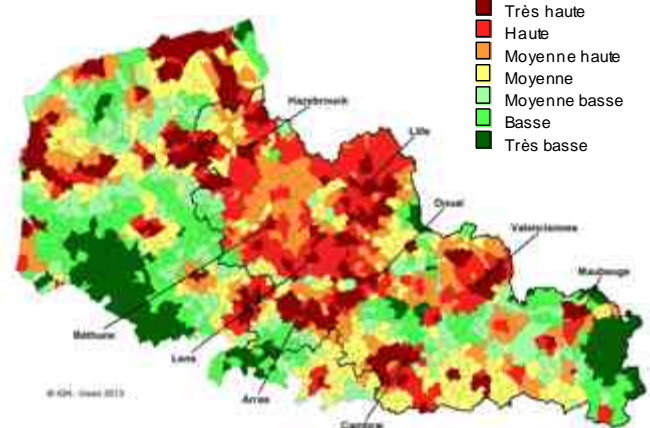 Très haute
Haute
Moyenne haute
Moyenne
Moyenne basse
Basse
Très basse
Hazebrouck
Lille
Douai
Valenciennes
Maubeuge
Béthune
Lens
Arras
Cambrai